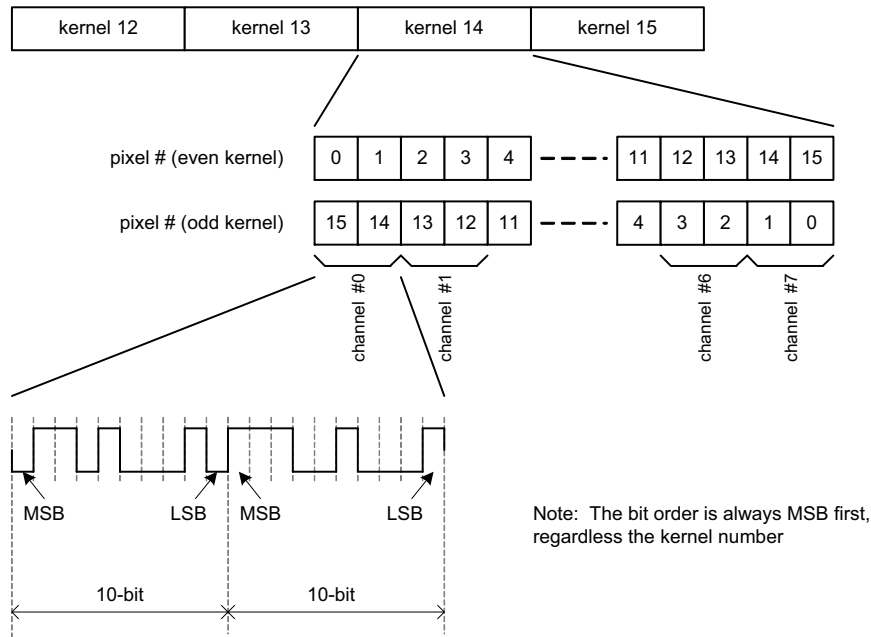 kernel 12 kernel 13 kernel 14 kernel 15
pixel # (even kernel) 0 1 2 3 4 11 12 13 14 15
pixel # (odd kernel) 15 14 13 12 11 4 3 2 1 0
channel #0 channel #1 channel #6 channel #7
MSB LSB MSB LSB
Note: The bit order is always MSB first,
regardless the kernel number
10-bit 10-bit